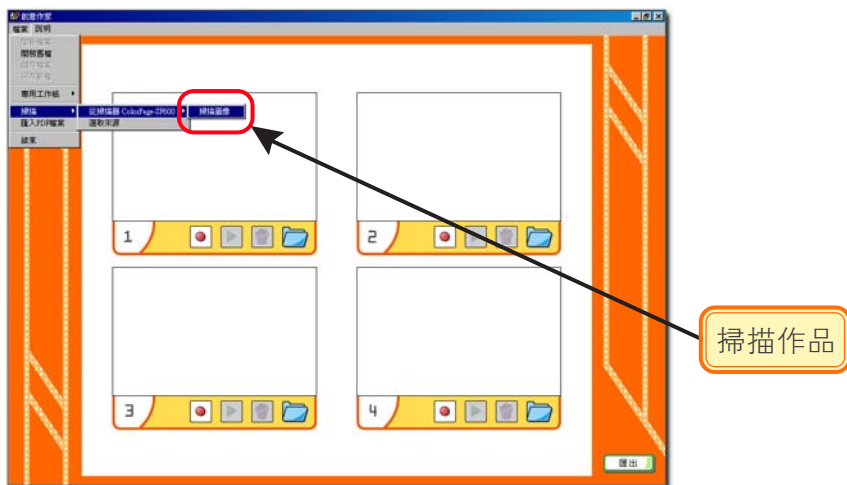 創意作家
檔案 說明
開啟舊檔
專用工作紙
掃描
從掃描器 ColorPage-SF600
掃描圖像
匯入PDF檔案
選取來源
結束
1
2
3
4
掃描作品
匯出